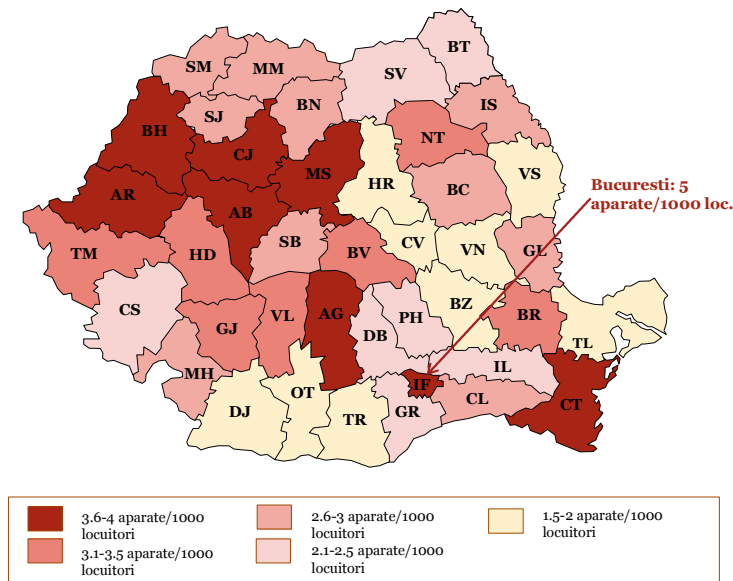 BT
SM
MM
SV
BN
IS
SJ
BH
NT
CJ
VS
MS
HR
BC
Bucuresti: 5
aparate/1000 loc.
AR
AB
SB
CV
VN
GL
TM
HD
BV
CS
BZ
AG
VL
PH
BR
GJ
DB
TL
IL
MH
IF
OT
CL
CT
DJ
TR
GR
3.6-4 aparate/1000
locuitori
2.6-3 aparate/1000
locuitori
1.5-2 aparate/1000
locuitori
3.1-3.5 aparate/1000
locuitori
2.1-2.5 aparate/1000
locuitori